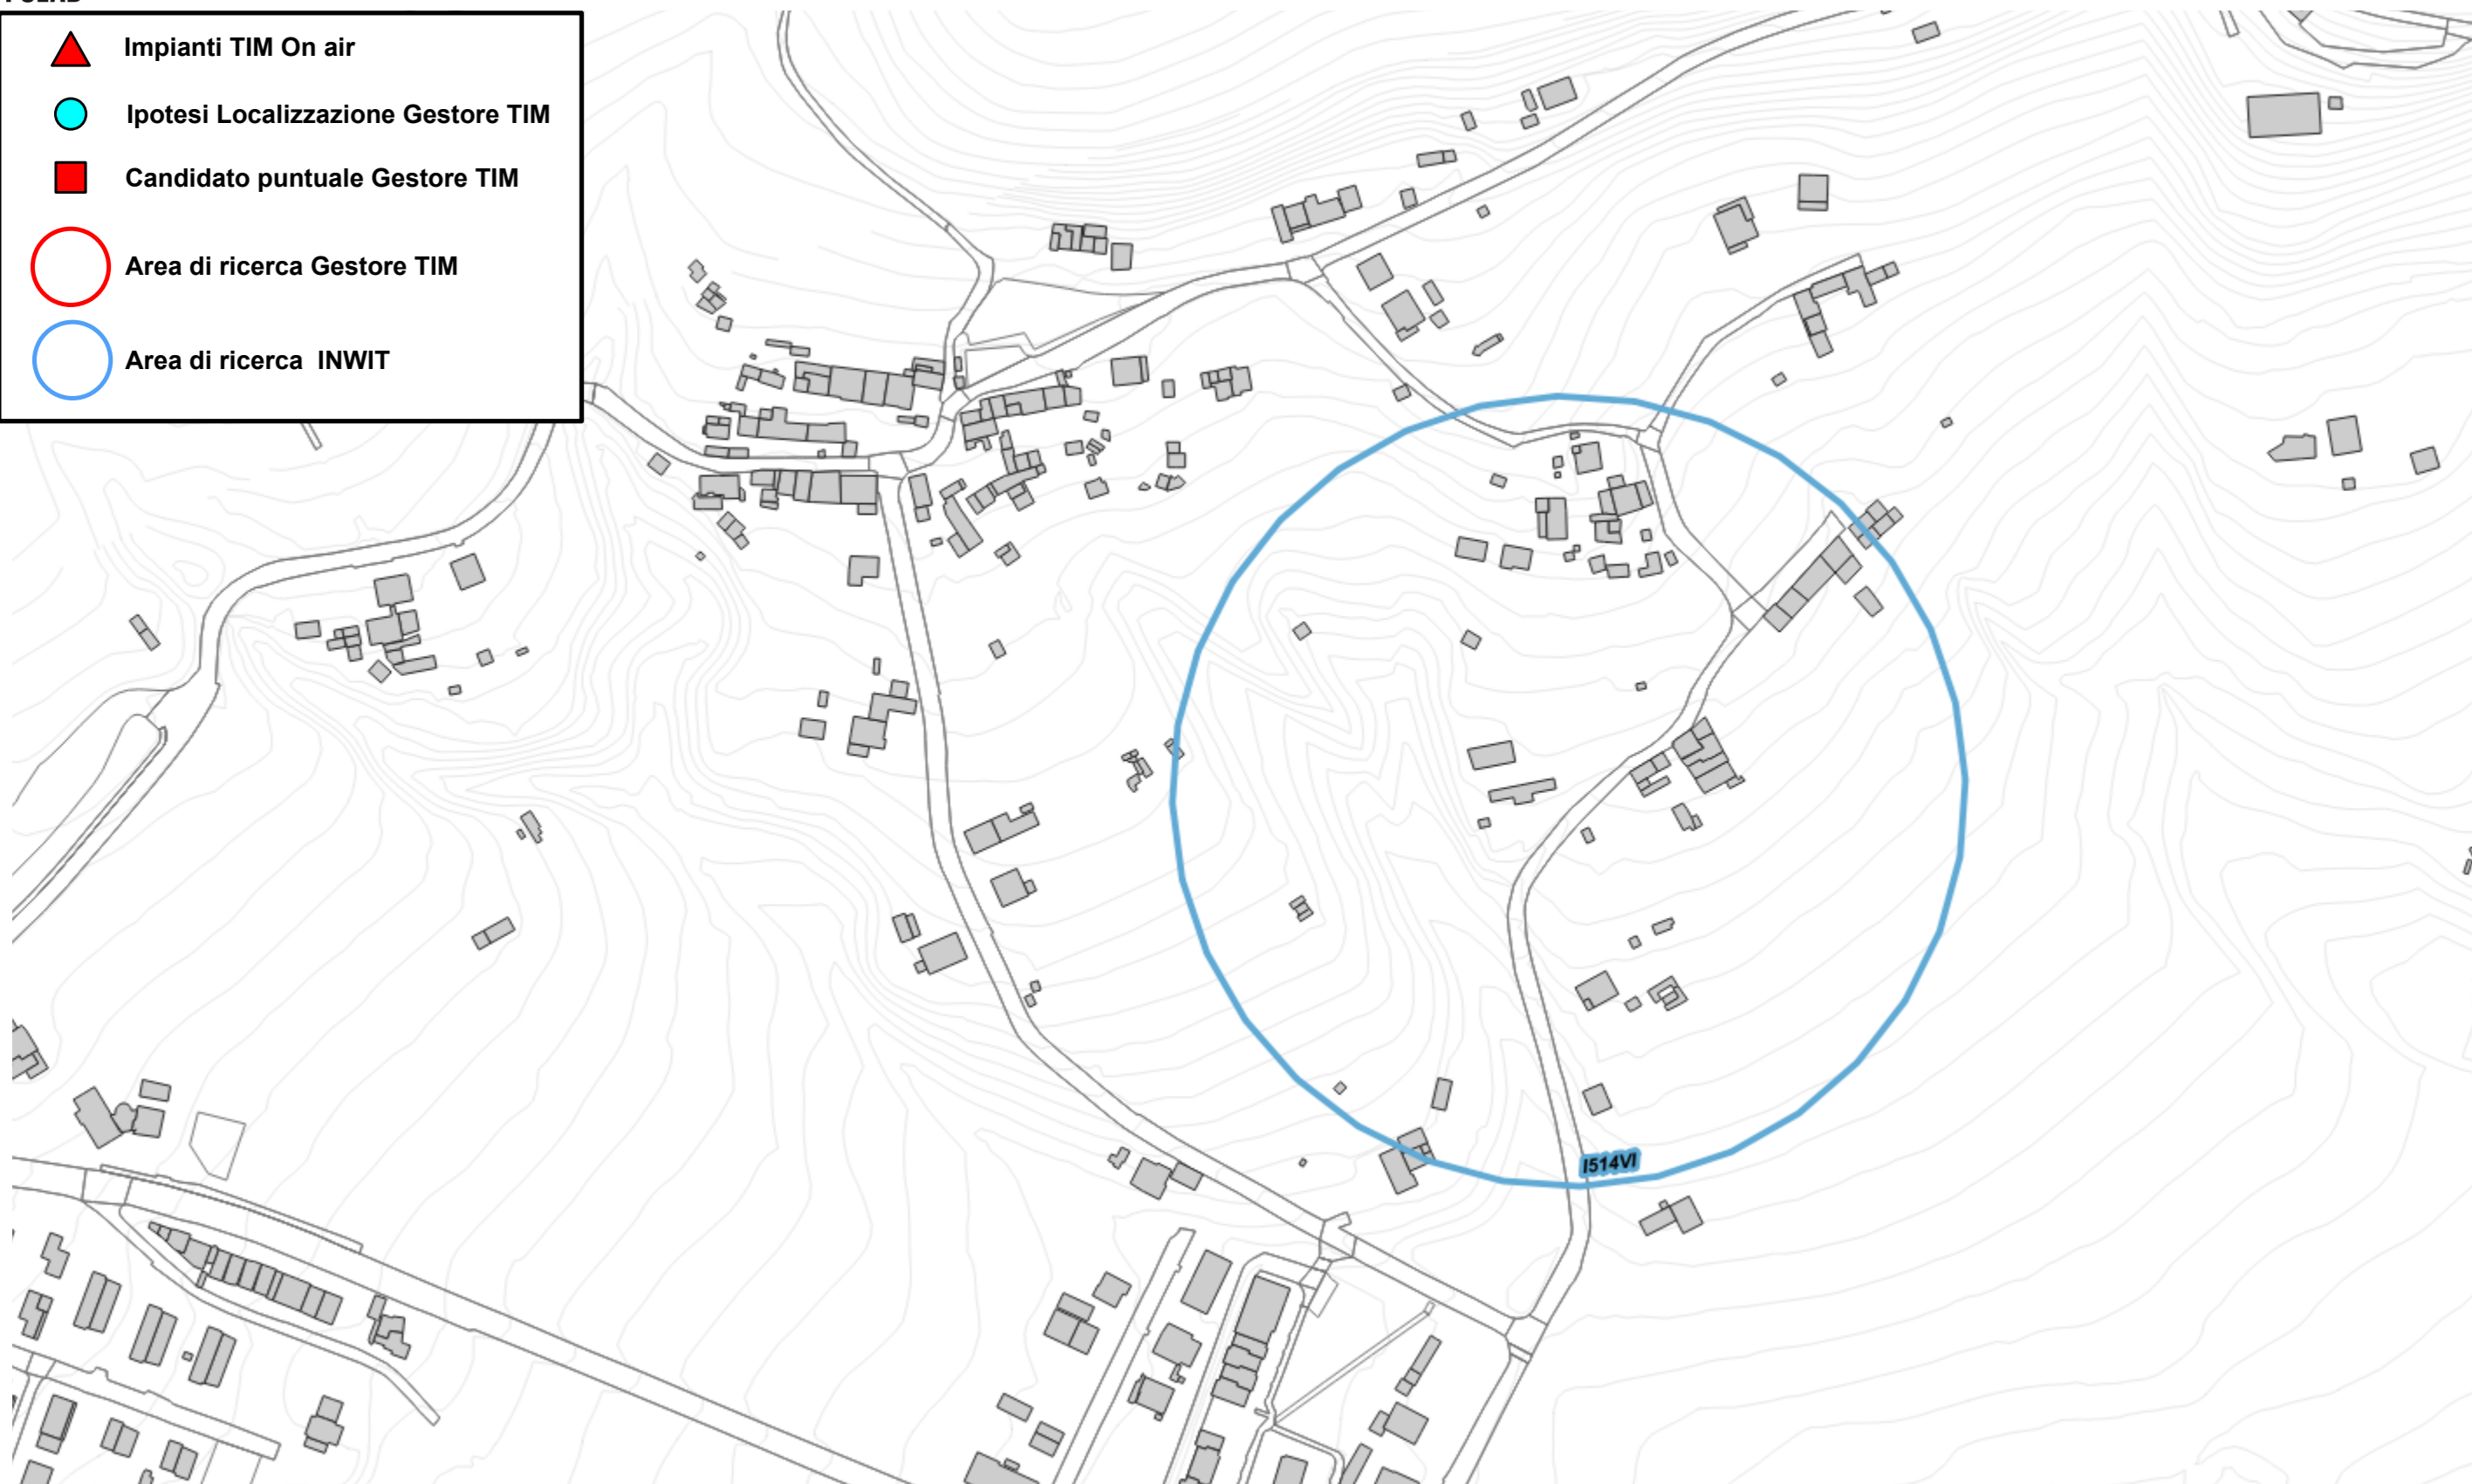 Impianti TIM On air
Ipotesi Localizzazione Gestore TIM
Candidato puntuale Gestore TIM
Area di ricerca Gestore TIM
Area di ricerca INWIT
I514VI